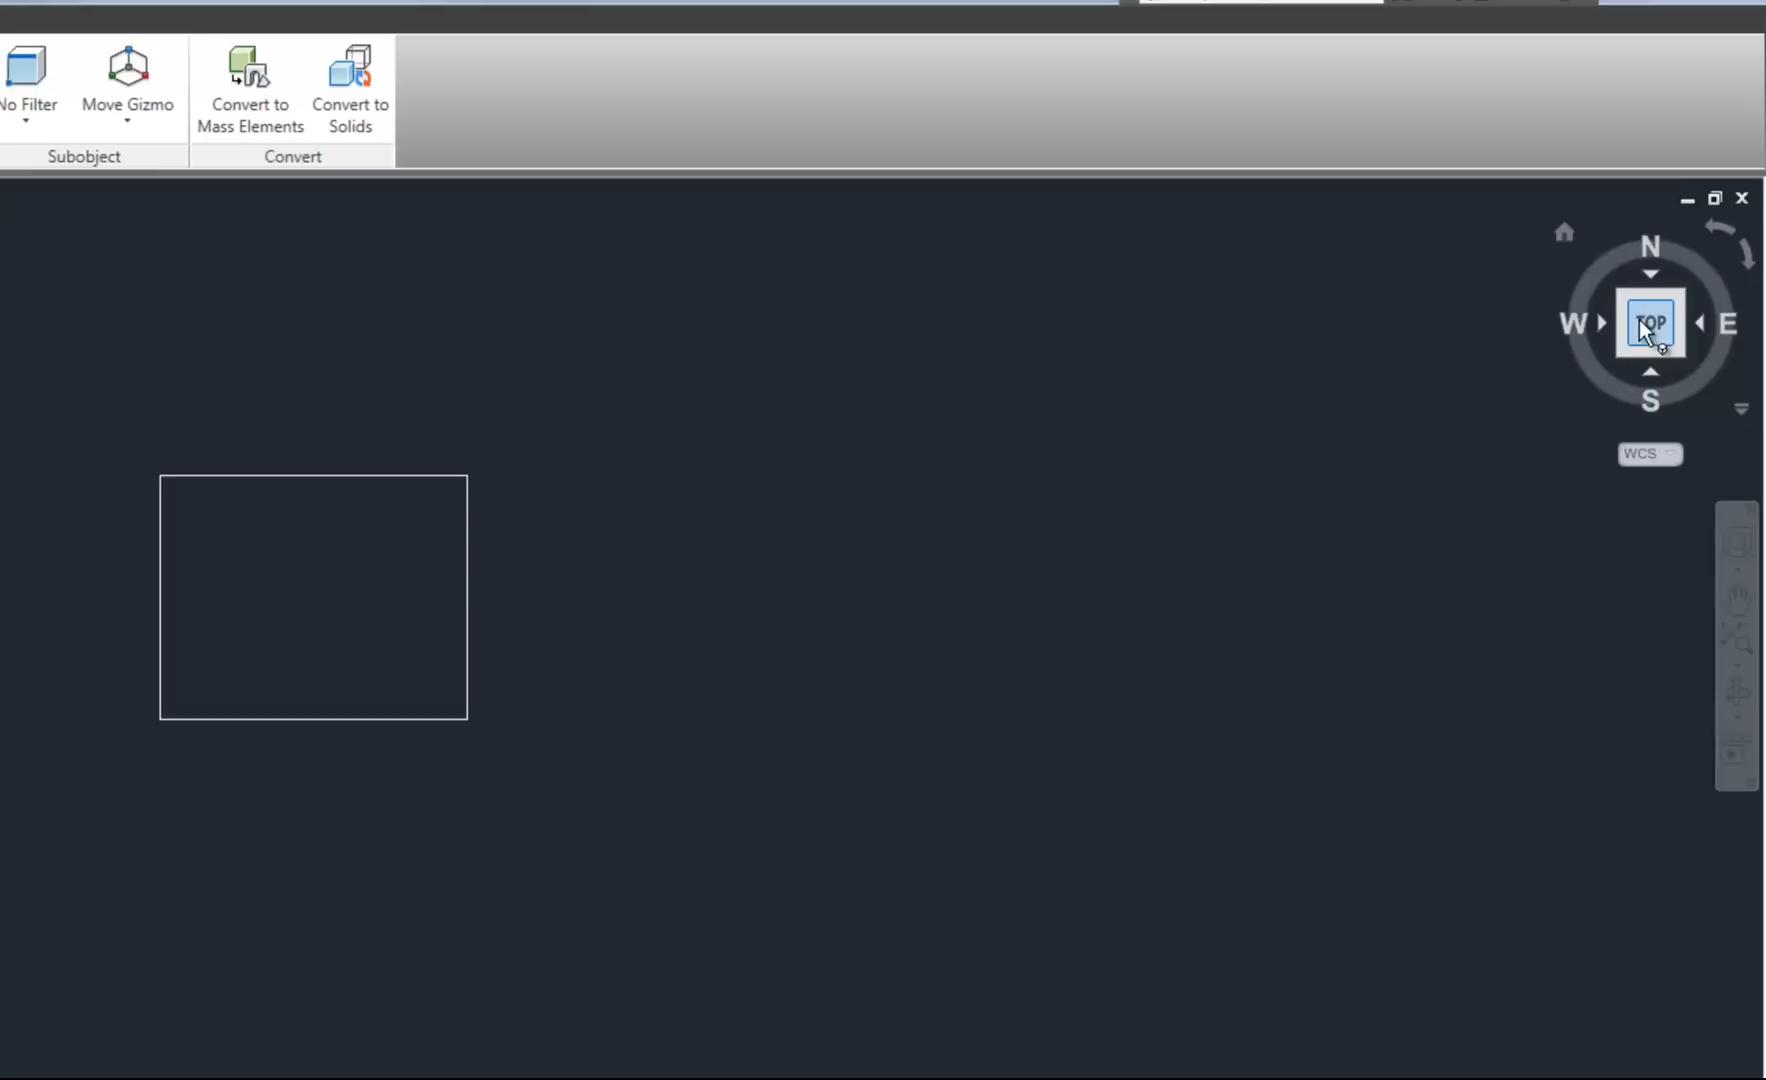 No Filter
Move Gizmo
Convert to
Mass Elements
Convert to
Solids
Subobject
Convert
N
W
TOP
E
S
WCS